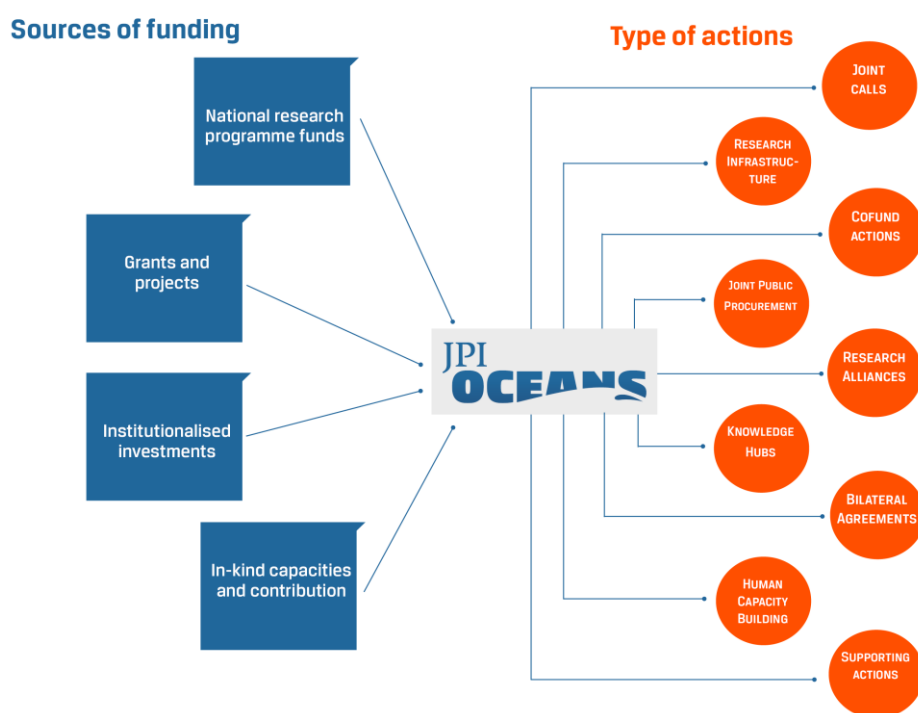 Sources of funding
National research
programme funds
Grants and
projects
Institutionalised
investments
In-kind capacities
and contribution
JPI
OCEANS
Type of actions
JOINT
CALLS
RESEARCH
INFRASTRUC-
TURE
COFUND
ACTIONS
JOINT PUBLIC
PROCUREMENT
RESEARCH
ALLIANCES
KNOWLEDGE
HUBS
BILATERAL
AGREEMENTS
HUMAN
CAPACITY
BUILDING
SUPPORTING
ACTIONS